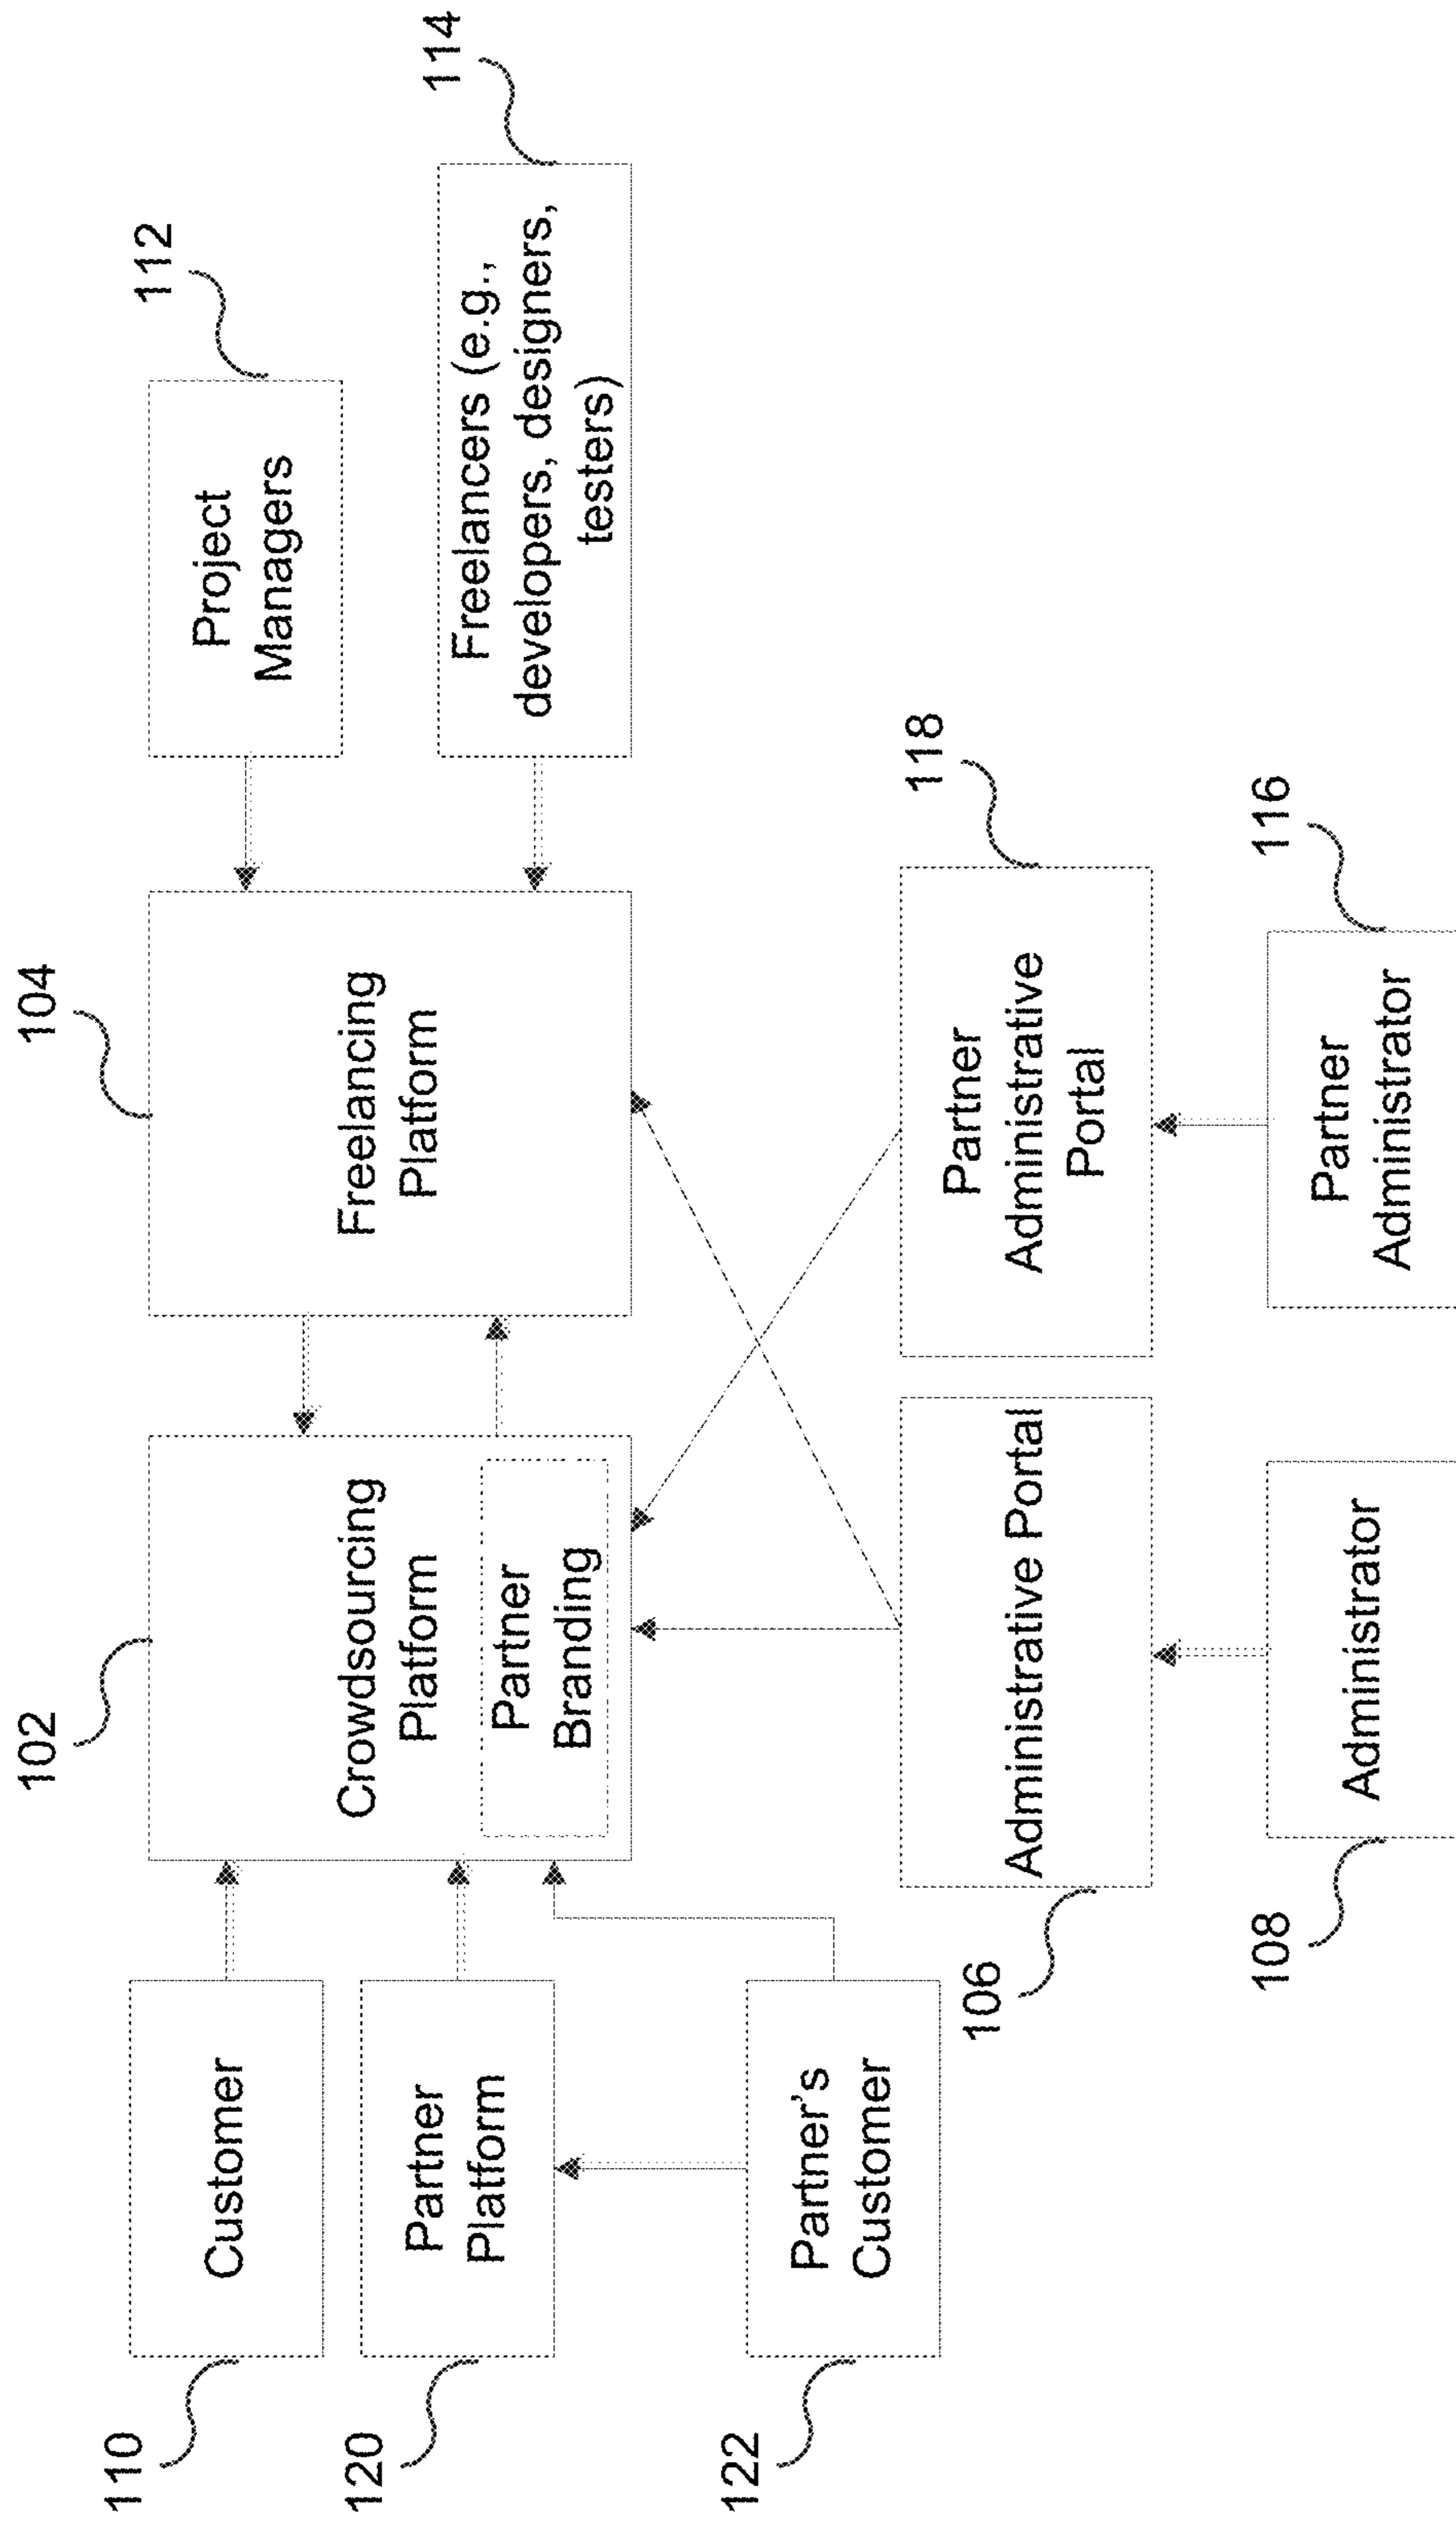 102
104
112
110
Customer
Crowdsourcing
Platform
Freelancing
Platform
Project
Managers
114
120
Partner
Platform
Partner
Branding
Freelancers (e.g.,
developers, designers,
testers)
122
Partner's
Customer
118
106
Administrative Portal
Partner
Administrative
Portal
116
108
Administrator
Partner
Administrator